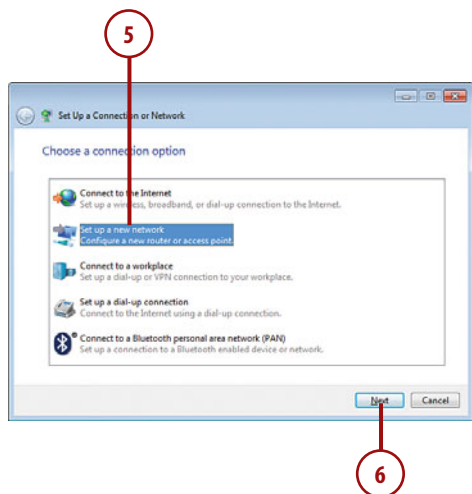 5
Set Up a Connection or Network
Choose a connection option
Connect to the Internet
Set up a wireless, broadband, or dial-up connection to the Internet.
Set up a new network
Configure a new router or access point.
Connect to a workplace
Set up a dial-up or VPN connection to your workplace.
Set up a dial-up connection
Connect to the Internet using a dial-up connection.
Connect to a Bluetooth personal area network (PAN)
Set up a connection to a Bluetooth enabled device or network.
Next Cancel
6